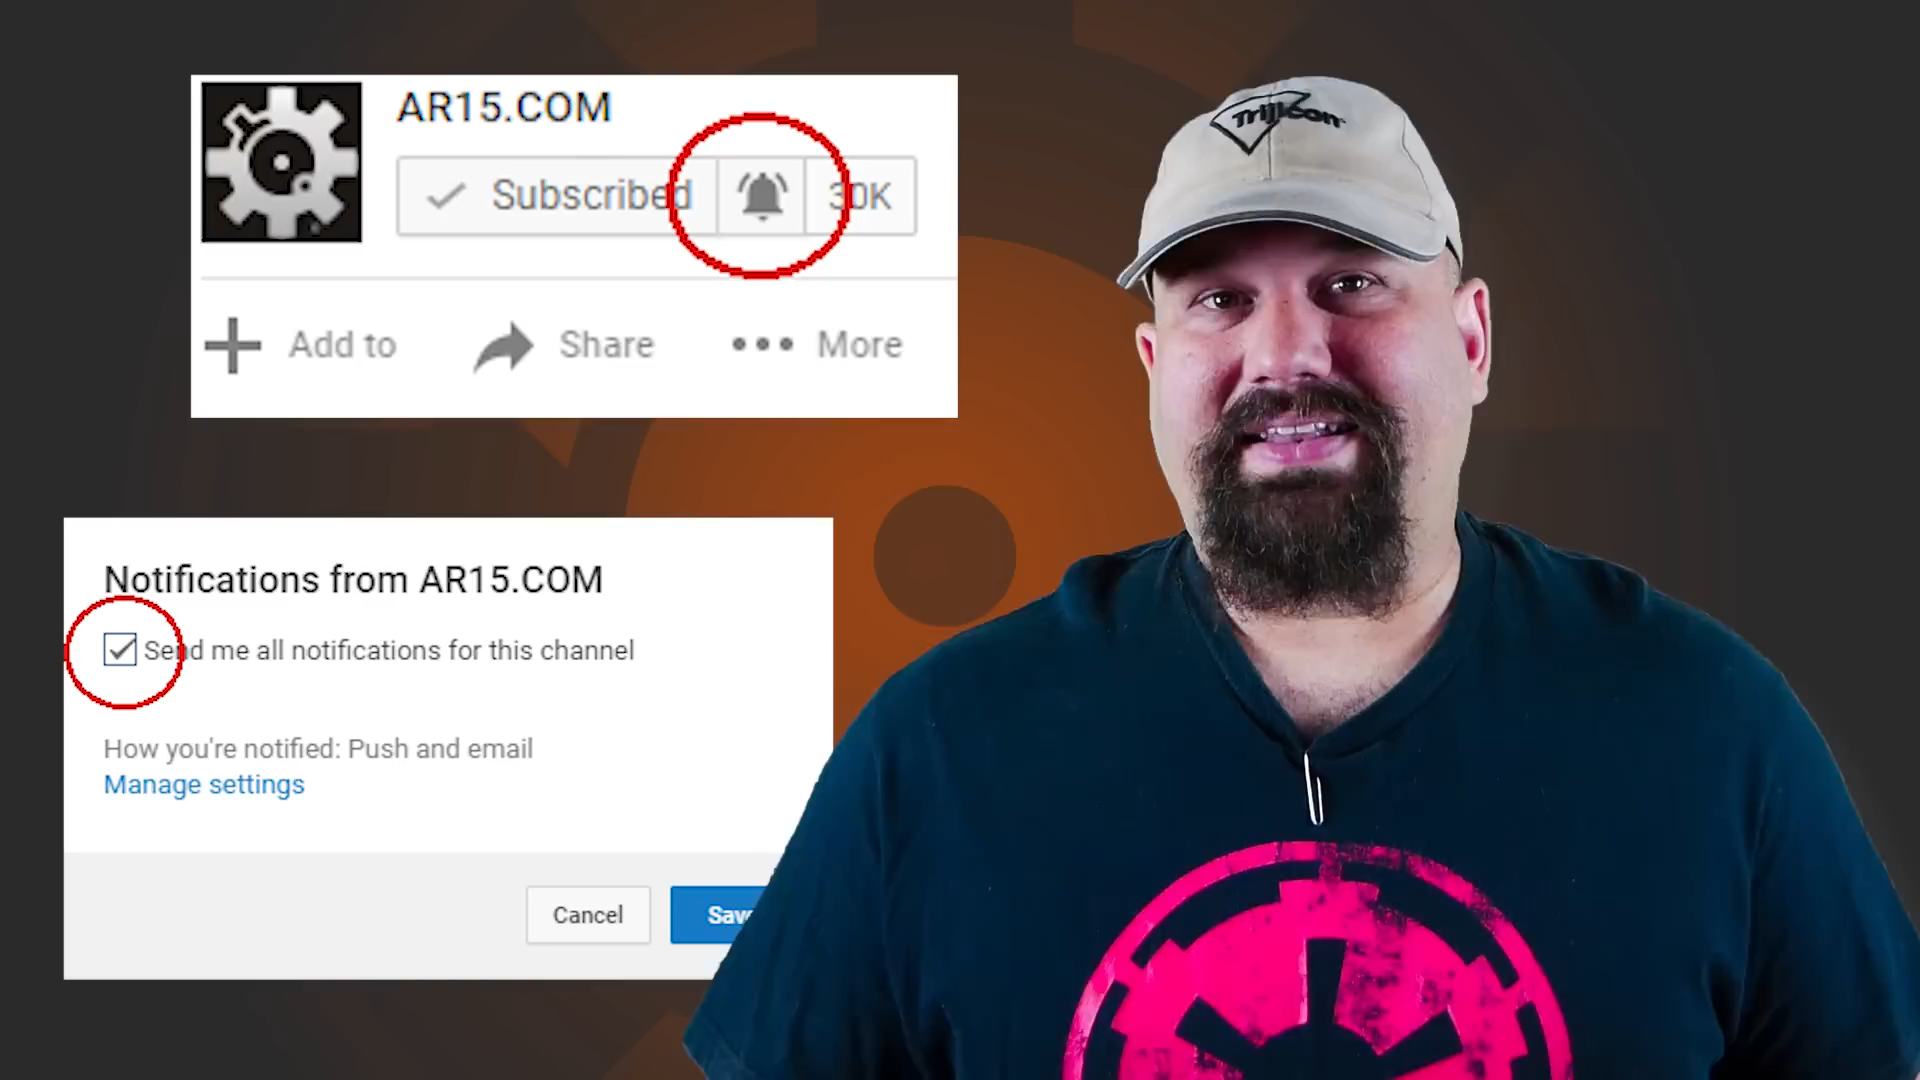 AR15.COM
Subscribed 30K
Add to Share More
Notifications from AR15.COM
Send me all notifications for this channel
How you're notified: Push and email
Manage settings
Cancel Save
Trijicon